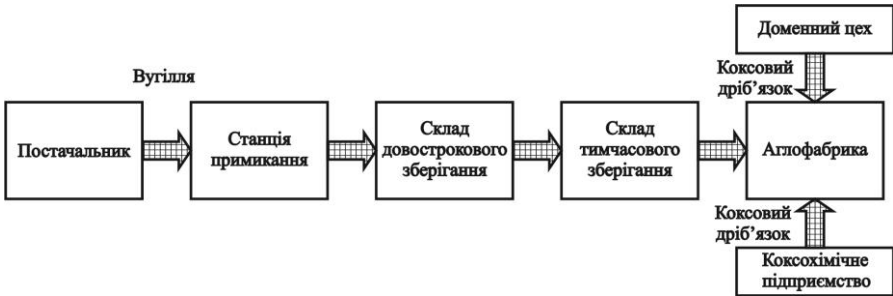 Доменний цех
Вугілля
Коксовий
дріб’язок
Постачальник
Станція
примикання
Склад
довострокового
зберігання
Склад
тимчасового
зберігання
Аглофабрика
Коксовий
дріб’язок
Коксохімічне
підприємство